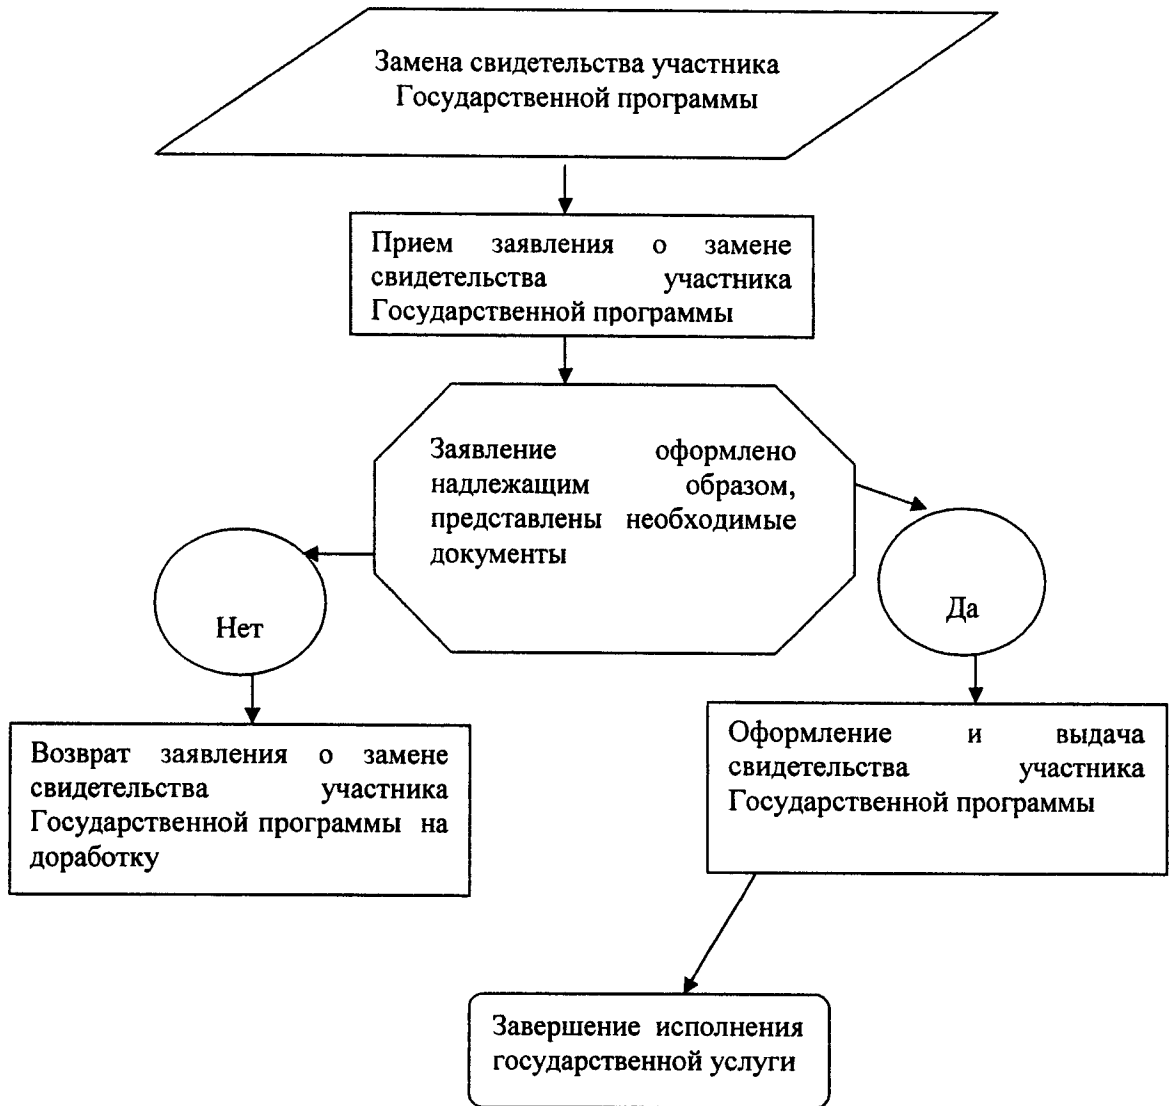 Замена свидетельства участника
Государственной программы
Прием заявления о замене
свидетельства участника
Государственной программы
Заявление оформлено
надлежащим образом,
представлены необходимые
документы
Нет
Да
Возврат заявления о замене
свидетельства участника
Государственной программы на
доработку
Оформление и выдача
свидетельства участника
Государственной программы
Завершение исполнения
государственной услуги